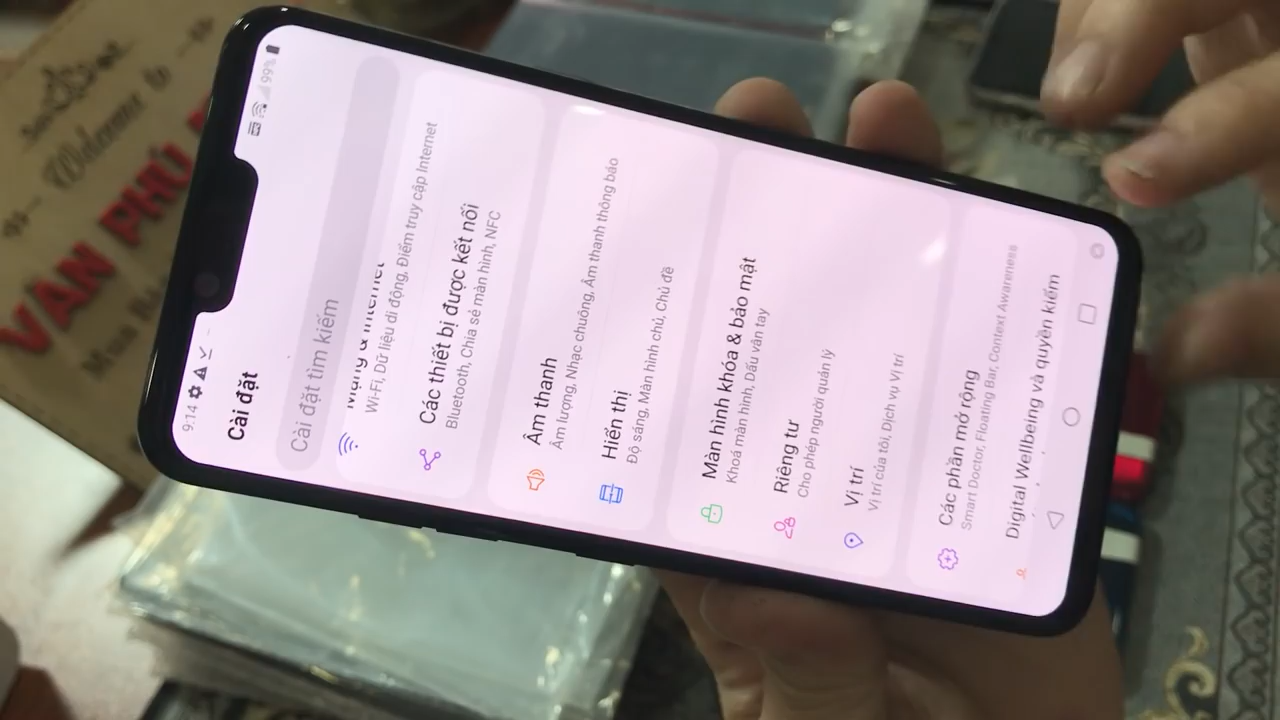 9:14
99%
Cài đặt
Cài đặt tìm kiếm
Mạng & Internet
Wi-Fi, Dữ liệu di động, Điểm truy cập Internet
Các thiết bị được kết nối
Bluetooth, Chia sẻ màn hình, NFC
Âm thanh
Âm lượng, Nhạc chuông, Âm thanh thông báo
Hiển thị
Độ sáng, Màn hình chủ, Chủ đề
Màn hình khóa & bảo mật
Khoá màn hình, Dấu vân tay
Riêng tư
Cho phép người quản lý
Vị trí
Vị trí của tôi, Dịch vụ Vị trí
Các phần mở rộng
Smart Doctor, Floating Bar, Context Awareness
Digital Wellbeing và quyền kiểm
Welcome to
VẠN PHÚ